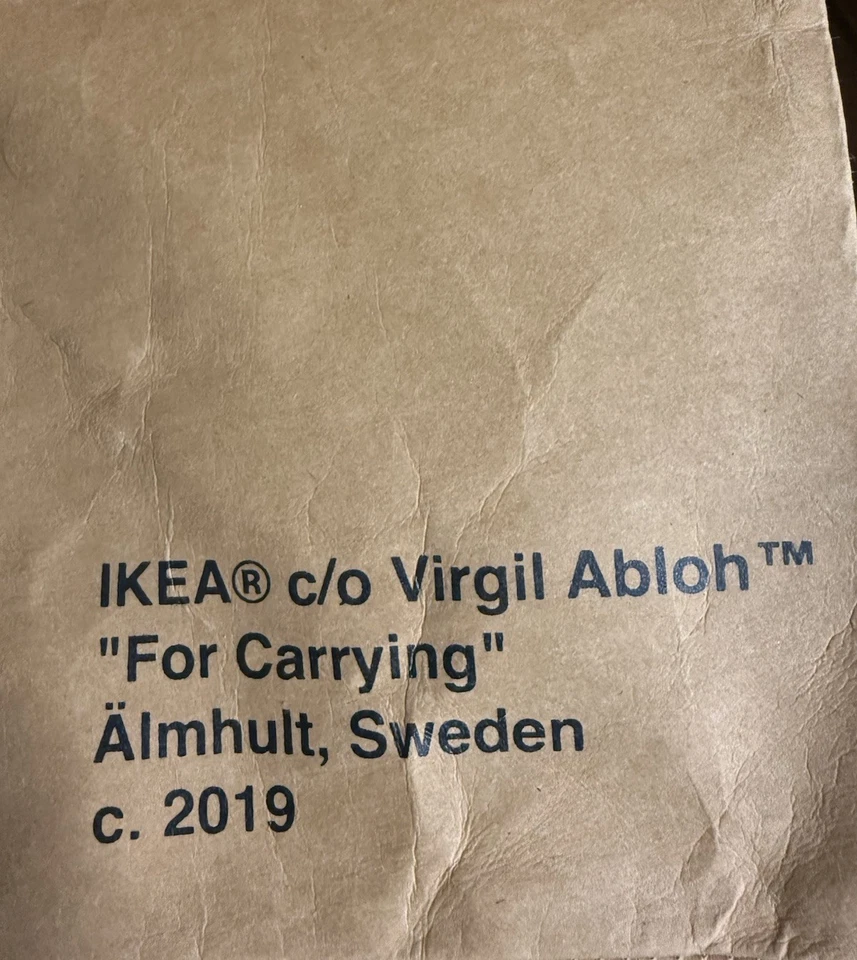 IKEA® c/o Virgil Abloh™
"For Carrying"
Älmhult, Sweden
c. 2019